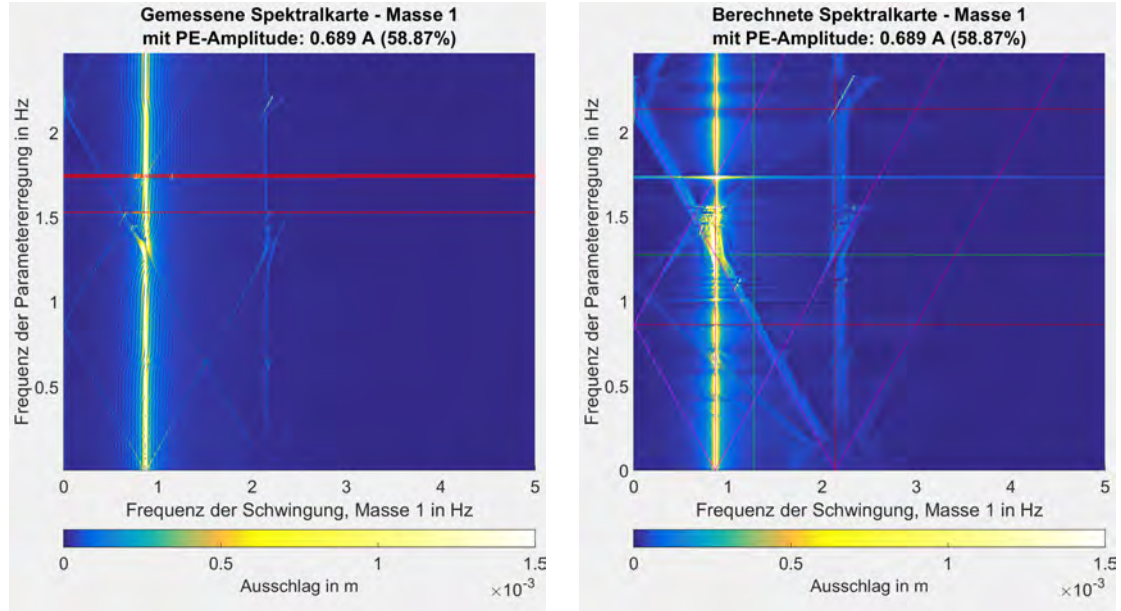 Gemessene Spektralkarte - Masse 1
mit PE-Amplitude: 0.689 A (58.87%)
Frequenz der Parametererregung in Hz
2
1.5
1
0.5
0
0 1 2 3 4 5
Frequenz der Schwingung, Masse 1 in Hz
0 0.5 1 1.5
Ausschlag in m
×10⁻³
Berechnete Spektralkarte - Masse 1
mit PE-Amplitude: 0.689 A (58.87%)
Frequenz der Parametererregung in Hz
2
1.5
1
0.5
0
0 1 2 3 4 5
Frequenz der Schwingung, Masse 1 in Hz
0 0.5 1 1.5
Ausschlag in m
×10⁻³